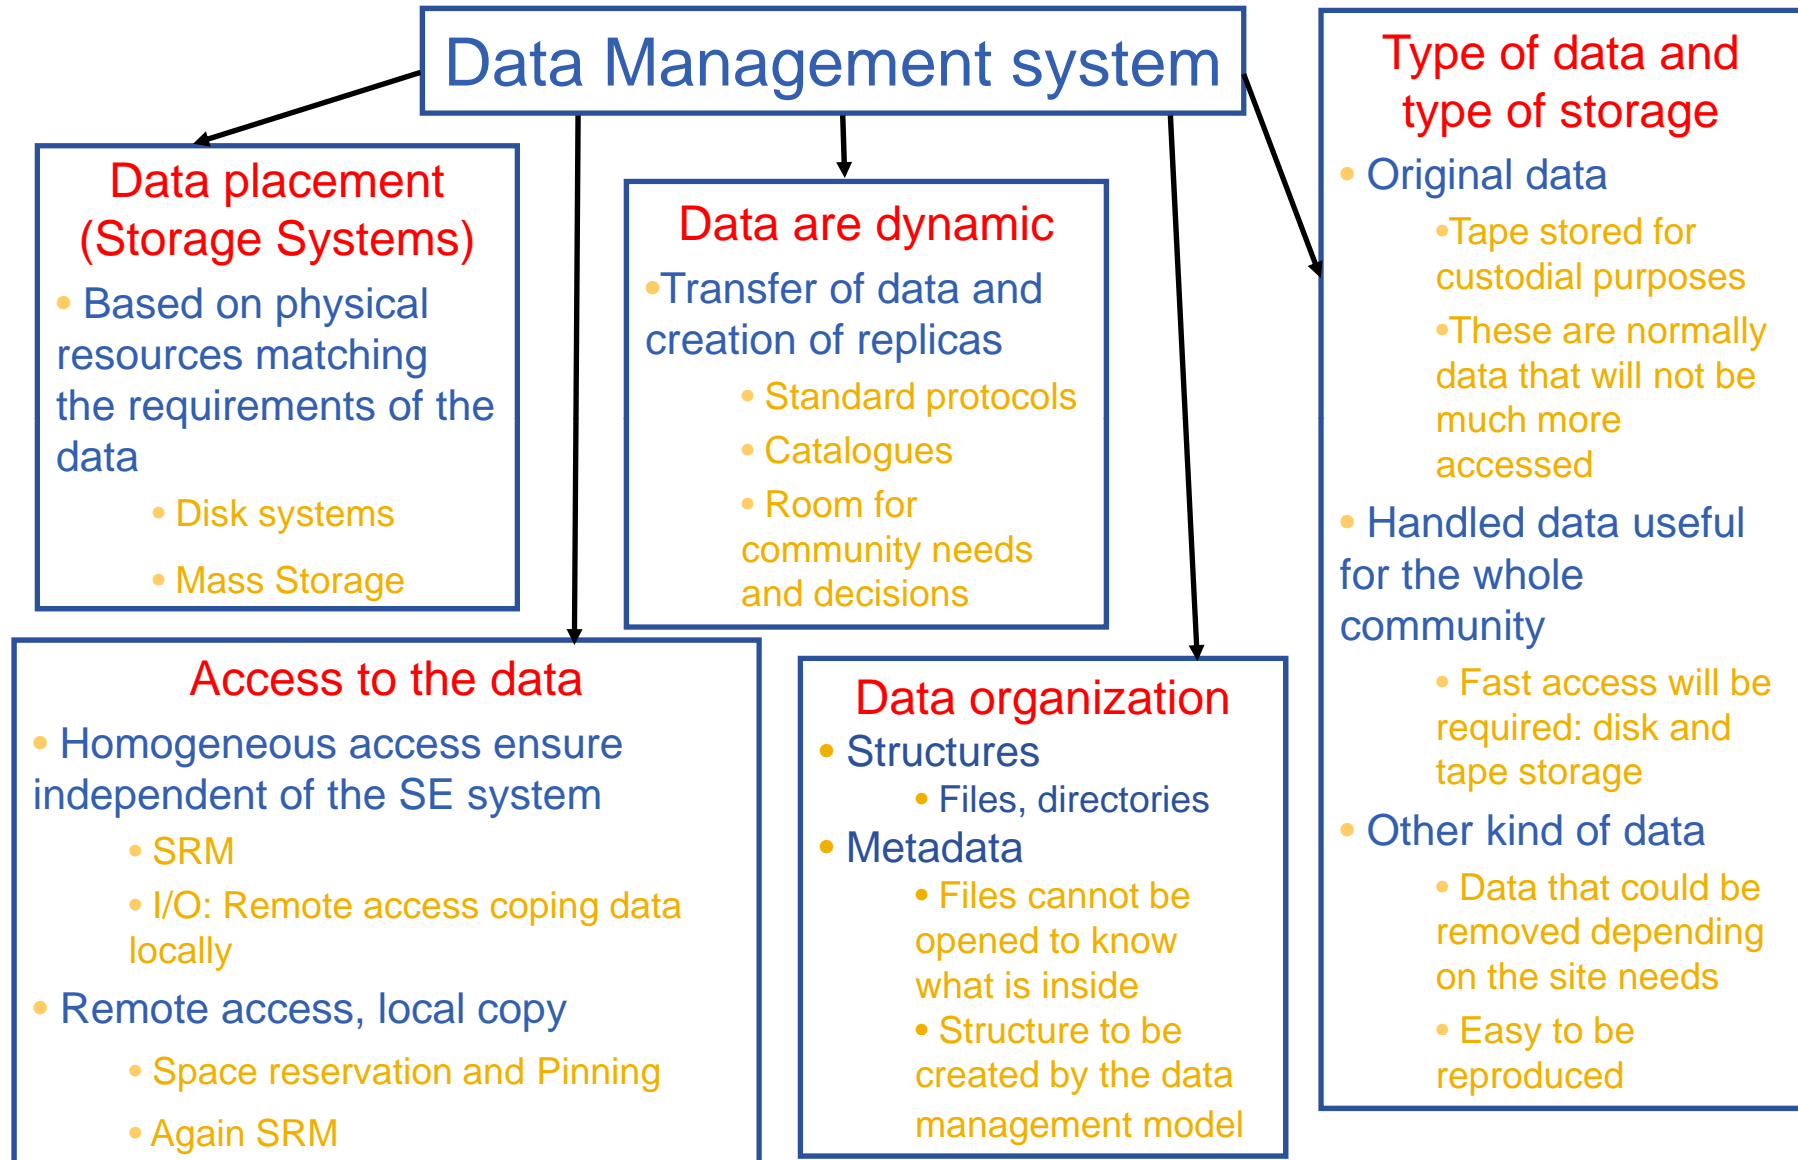 Data Management system
Data placement
(Storage Systems)
• Based on physical
resources matching
the requirements of the
data
• Disk systems
• Mass Storage
Data are dynamic
•Transfer of data and
creation of replicas
• Standard protocols
• Catalogues
• Room for
community needs
and decisions
Type of data and
type of storage
• Original data
•Tape stored for
custodial purposes
•These are normally
data that will not be
much more
accessed
• Handled data useful
for the whole
community
• Fast access will be
required: disk and
tape storage
• Other kind of data
• Data that could be
removed depending
on the site needs
• Easy to be
reproduced
Access to the data
• Homogeneous access ensure
independent of the SE system
• SRM
• I/O: Remote access coping data
locally
• Remote access, local copy
• Space reservation and Pinning
• Again SRM
Data organization
• Structures
• Files, directories
• Metadata
• Files cannot be
opened to know
what is inside
• Structure to be
created by the data
management model